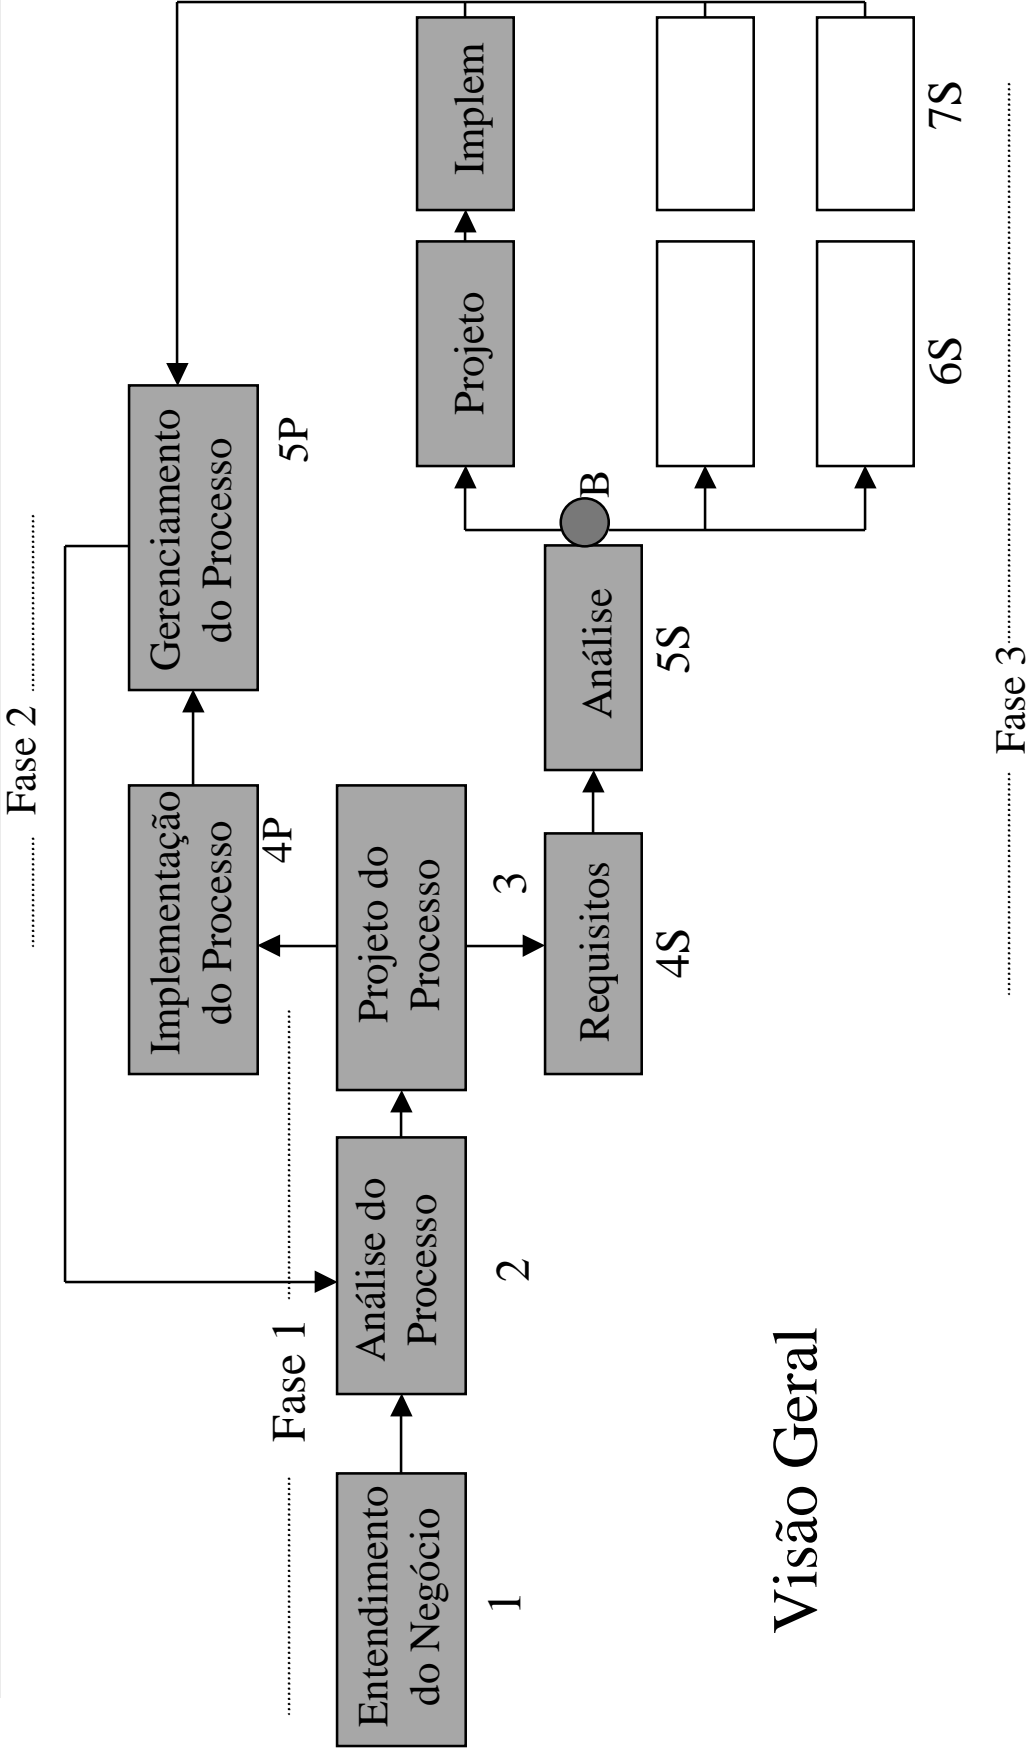 Fase 2
Implementação
do Processo
4P
Gerenciamento
do Processo
5P
Fase 1
Entendimento
do Negócio
1
Análise do
Processo
2
Projeto do
Processo
3
Projeto
Implem
Requisitos
4S
Análise
5S
B
6S
7S
Visão Geral
Fase 3